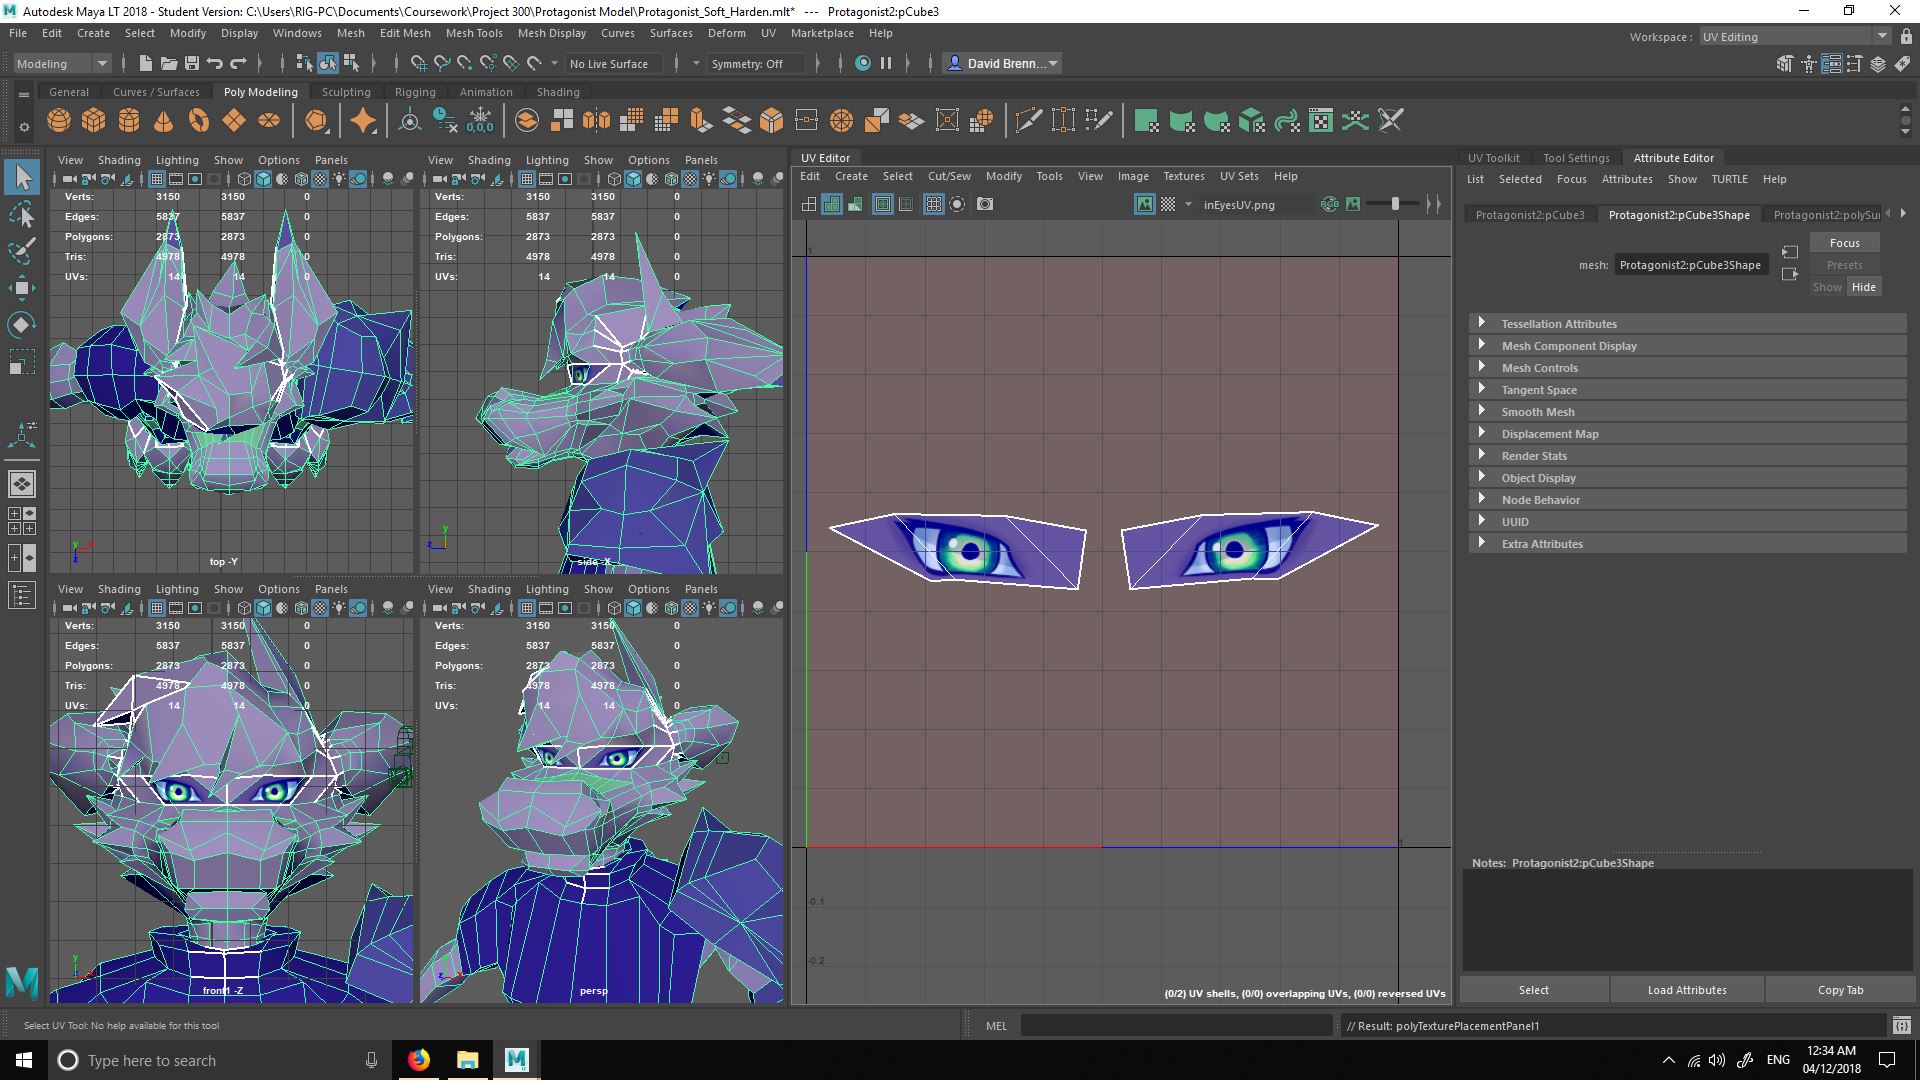 Autodesk Maya LT 2018 - Student Version: C:\Users\RIG-PC\Documents\Coursework\Project 300\Protagonist Model\Protagonist_Soft_Harden.mlt* --- Protagonist2:pCube3
File Edit Create Select Modify Display Windows Mesh Edit Mesh Mesh Tools Mesh Display Curves Surfaces Deform UV Marketplace Help
Workspace : UV Editing
Modeling No Live Surface Symmetry: Off David Brenn...
General Curves / Surfaces Poly Modeling Sculpting Rigging Animation Shading
0,0,0
View Shading Lighting Show Options Panels
Verts: 3150 3150 0
Edges: 5837 5837 0
Polygons: 2873 2873 0
Tris: 4978 4978 0
UVs: 14 14 0
y
x
z
top -Y
View Shading Lighting Show Options Panels
Verts: 3150 3150 0
Edges: 5837 5837 0
Polygons: 2873 2873 0
Tris: 4978 4978 0
UVs: 14 14 0
y
z
side -X
View Shading Lighting Show Options Panels
Verts: 3150 3150 0
Edges: 5837 5837 0
Polygons: 2873 2873 0
Tris: 4978 4978 0
UVs: 14 14 0
y
z x
front1 -Z
View Shading Lighting Show Options Panels
Verts: 3150 3150 0
Edges: 5837 5837 0
Polygons: 2873 2873 0
Tris: 4978 4978 0
UVs: 14 14 0
y
z x
persp
UV Editor
Edit Create Select Cut/Sew Modify Tools View Image Textures UV Sets Help
inEyesUV.png
RGB
1
1
-0.1
-0.2
(0/2) UV shells, (0/0) overlapping UVs, (0/0) reversed UVs
UV Toolkit Tool Settings Attribute Editor
List Selected Focus Attributes Show TURTLE Help
Protagonist2:pCube3 Protagonist2:pCube3Shape Protagonist2:polySu
Focus
mesh: Protagonist2:pCube3Shape
Presets
Show Hide
Tessellation Attributes
Mesh Component Display
Mesh Controls
Tangent Space
Smooth Mesh
Displacement Map
Render Stats
Object Display
Node Behavior
UUID
Extra Attributes
Notes: Protagonist2:pCube3Shape
Select Load Attributes Copy Tab
Select UV Tool: No help available for this tool
MEL
// Result: polyTexturePlacementPanel1
Type here to search
ENG
12:34 AM
04/12/2018